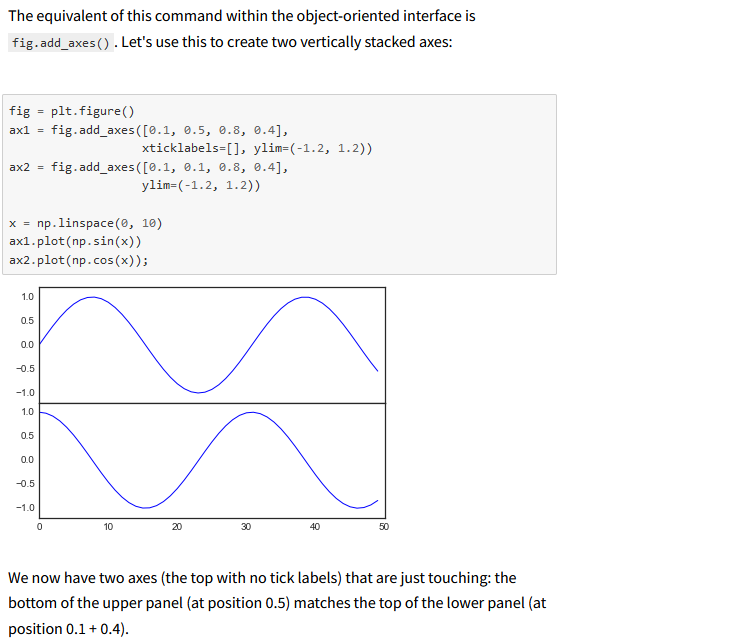 The equivalent of this command within the object-oriented interface is
fig.add_axes() . Let's use this to create two vertically stacked axes:
fig = plt.figure()
ax1 = fig.add_axes([0.1, 0.5, 0.8, 0.4],
                   xticklabels=[], ylim=(-1.2, 1.2))
ax2 = fig.add_axes([0.1, 0.1, 0.8, 0.4],
                   ylim=(-1.2, 1.2))
x = np.linspace(0, 10)
ax1.plot(np.sin(x))
ax2.plot(np.cos(x));
1.0
0.5
0.0
−0.5
−1.0
1.0
0.5
0.0
−0.5
−1.0
0 10 20 30 40 50
We now have two axes (the top with no tick labels) that are just touching: the
bottom of the upper panel (at position 0.5) matches the top of the lower panel (at
position 0.1 + 0.4).